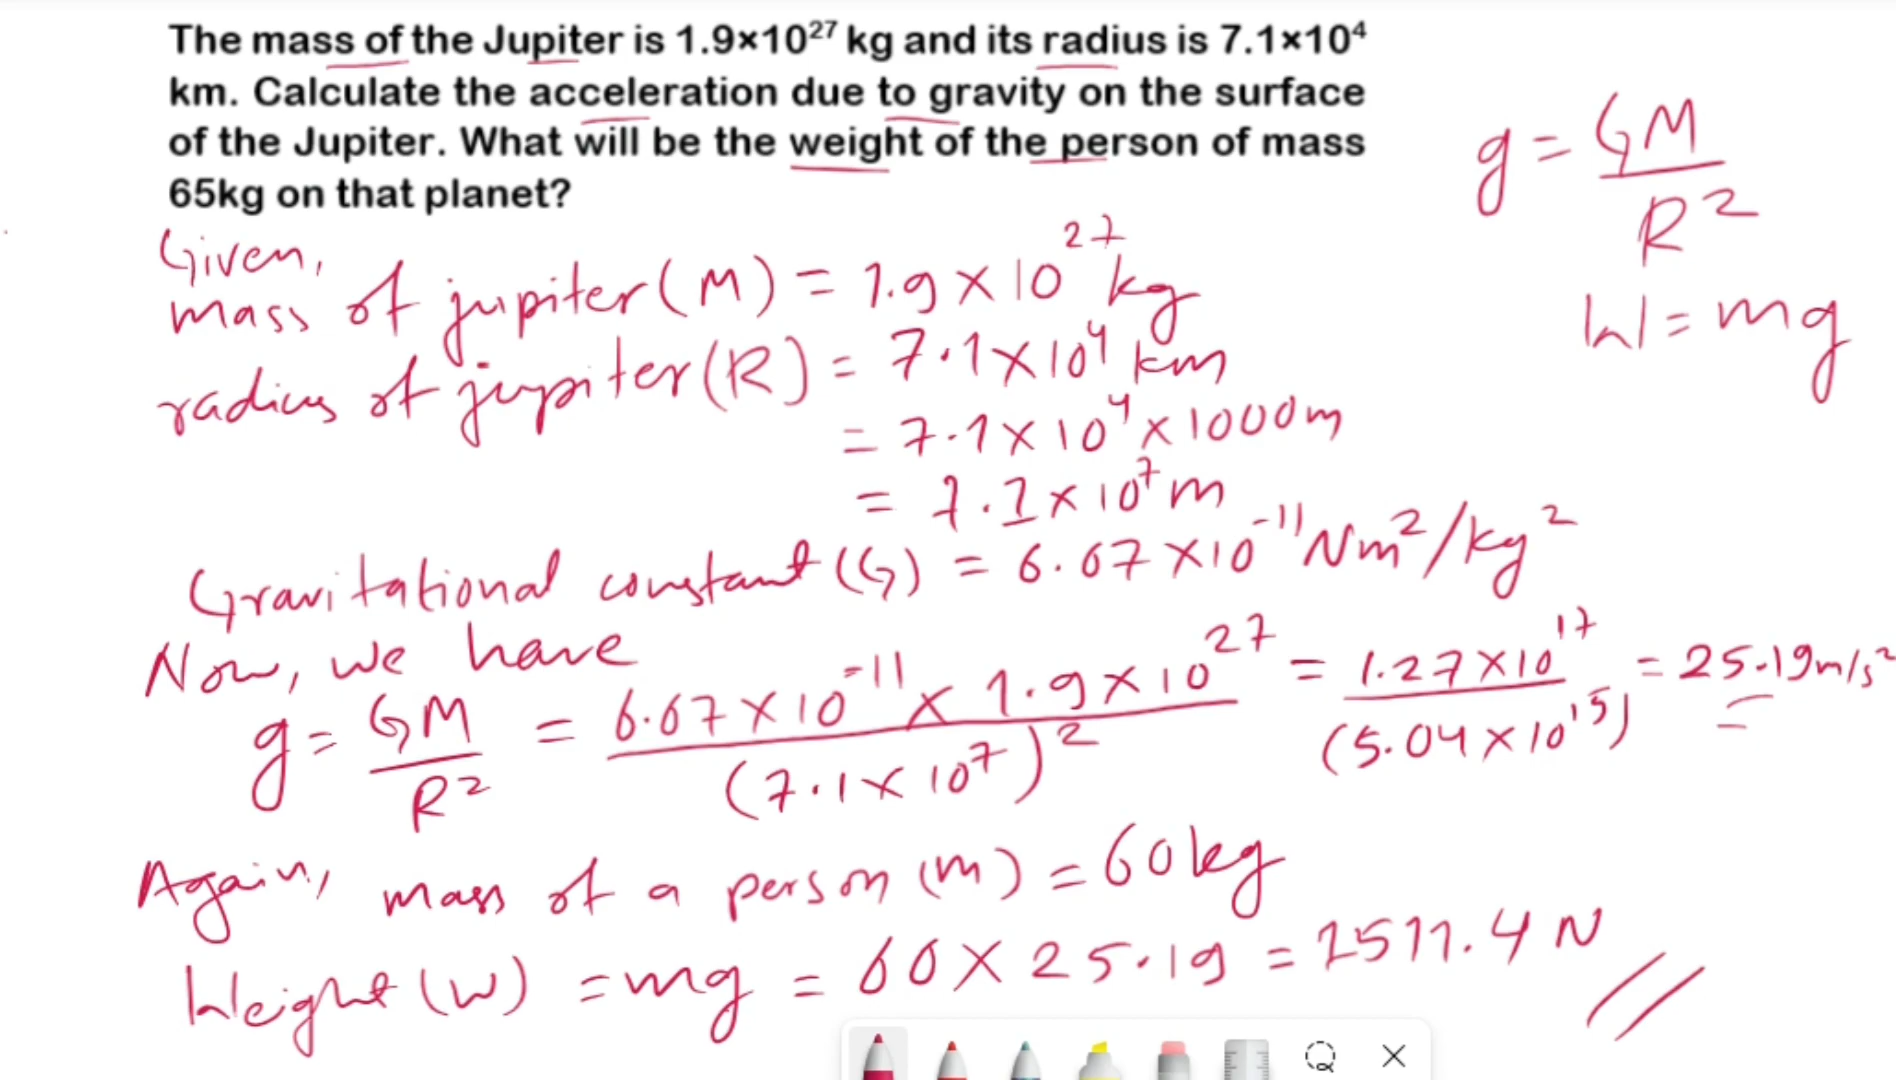 The mass of the Jupiter is 1.9×10²⁷ kg and its radius is 7.1×10⁴
km. Calculate the acceleration due to gravity on the surface
of the Jupiter. What will be the weight of the person of mass
65kg on that planet?
g = GM/R²
W = mg
Given,
mass of jupiter (M) = 1.9 × 10²⁷ kg
radius of jupiter (R) = 7.1 × 10⁴ km
= 7.1 × 10⁴ × 1000m
= 7.1 × 10⁷ m
Gravitational constant (G) = 6.67 × 10⁻¹¹ Nm²/kg²
Now, we have
g = GM/R² = 6.67 × 10⁻¹¹ × 1.9 × 10²⁷ / (7.1 × 10⁷)² = 1.27 × 10¹⁷ / (5.04 × 10¹⁵) = 25.19 m/s²
Again, mass of a person (m) = 60kg
Weight (W) = mg = 60 × 25.19 = 1511.4 N